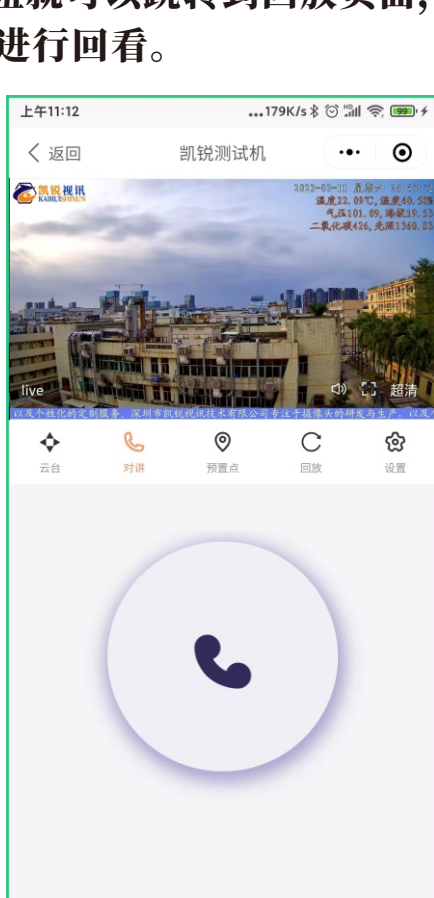 就可以跳转到回放页面,
进行回看。
上午11:12
...179K/s
99
返回
凯锐测试机
凯锐视讯
KAIRUISHIXUN
温度22.09℃,湿度40.58%
气压101.09,海拔19.53
二氧化碳426,光照1360.83
live
超清
以及个性化的定制服务。深圳市凯锐视讯技术有限公司专注于摄像头的研发与生产，以及
云台
对讲
预置点
回放
设置